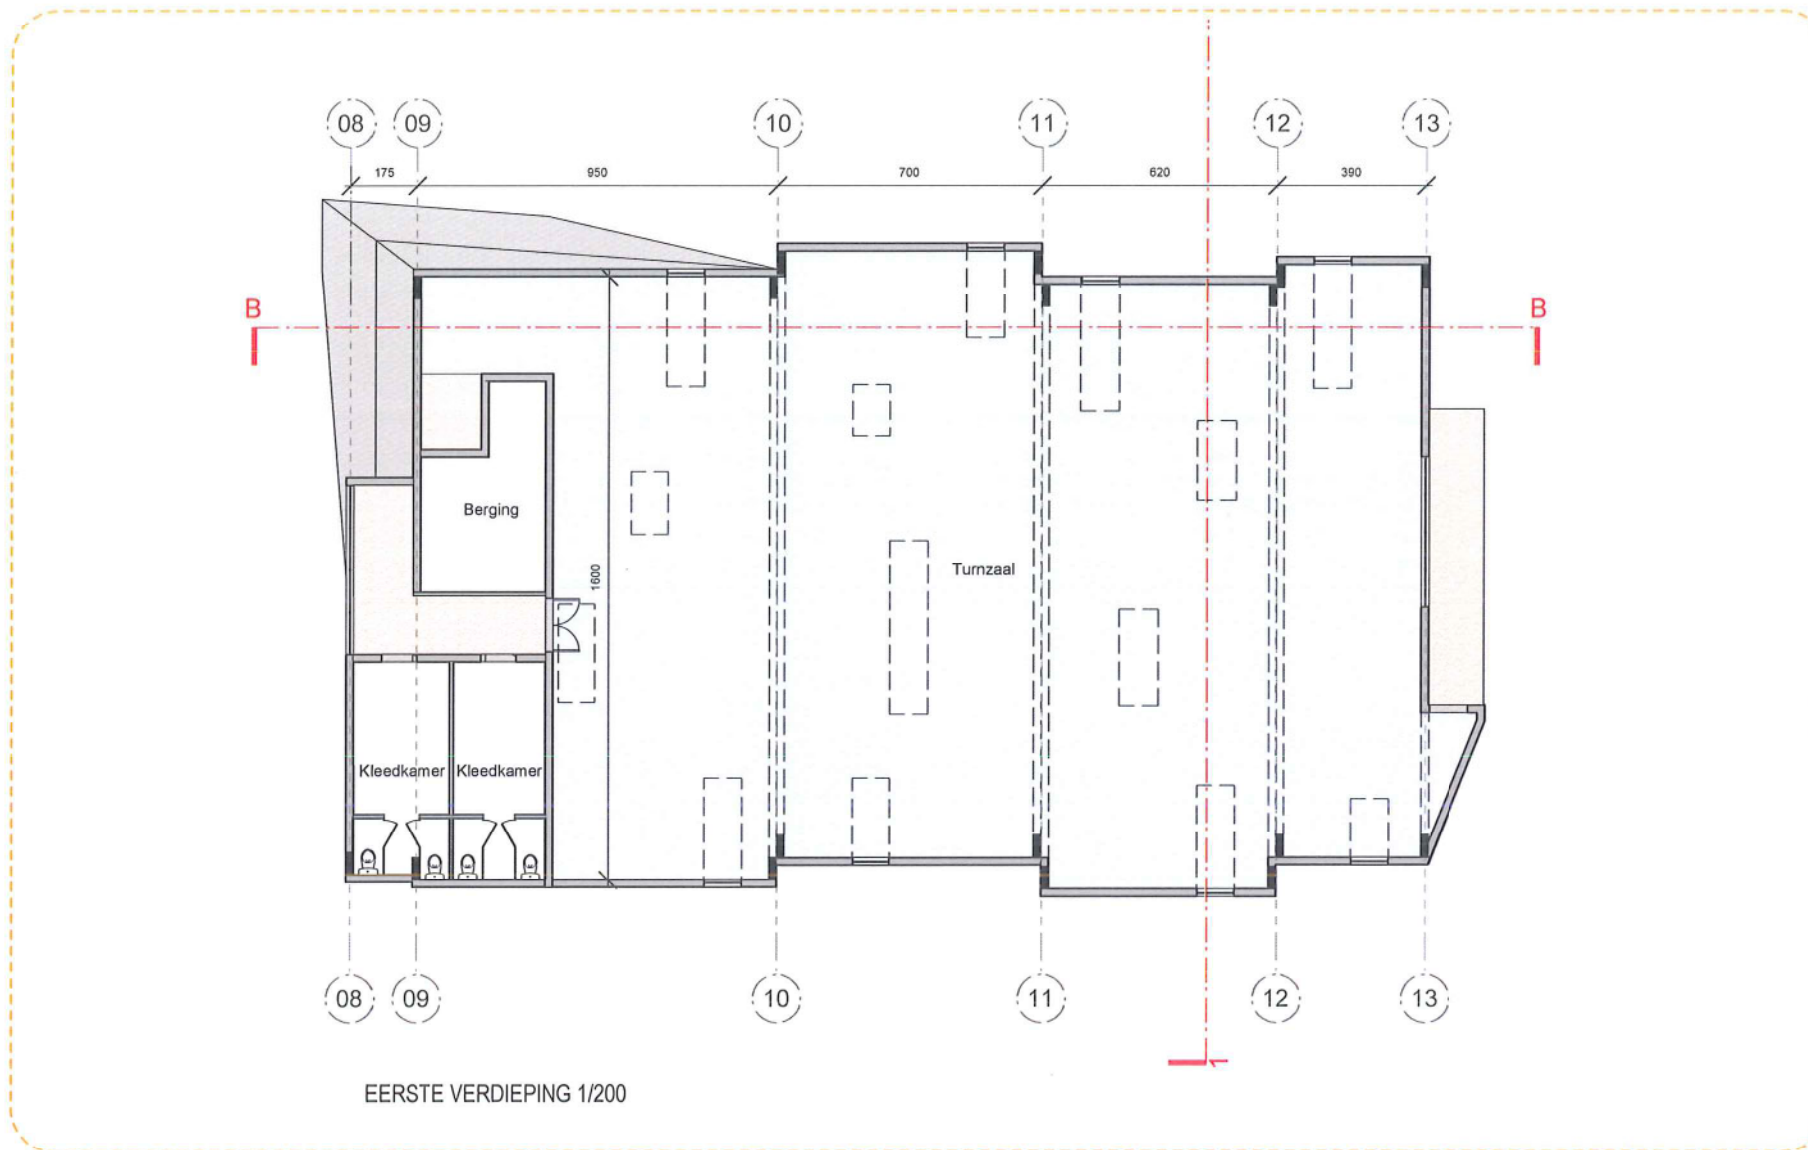 08 09 10 11 12 13
175 950 700 620 390
B B
Berging
1600
Turnzaal
Kleedkamer Kleedkamer
08 09 10 11 12 13
1
EERSTE VERDIEPING 1/200